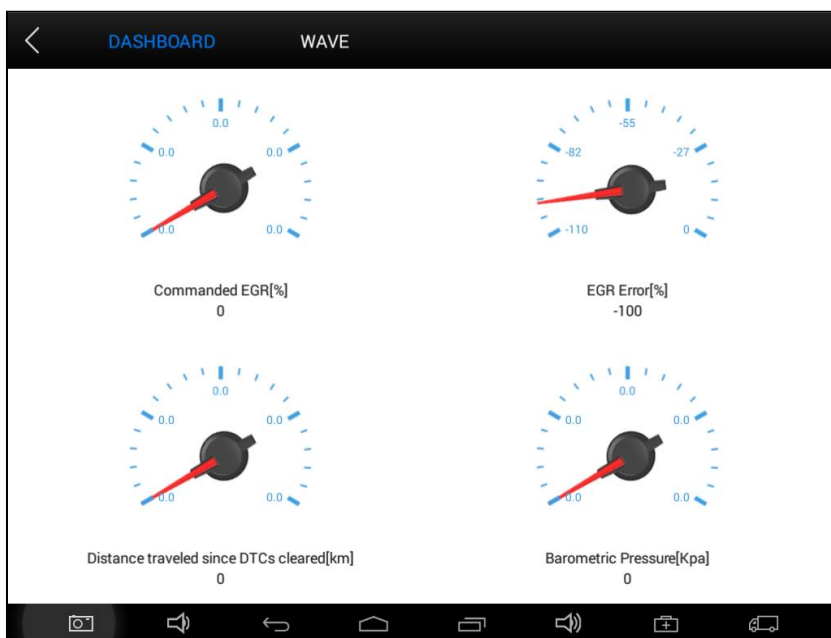 DASHBOARD WAVE
0.0 -55
0.0 0.0 -82 -27
0.0 0.0 -110 0
Commanded EGR[%] EGR Error[%]
0 -100
0.0 0.0
0.0 0.0 0.0 0.0
0.0 0.0 0.0 0.0
Distance traveled since DTCs cleared[km] Barometric Pressure[Kpa]
0 0